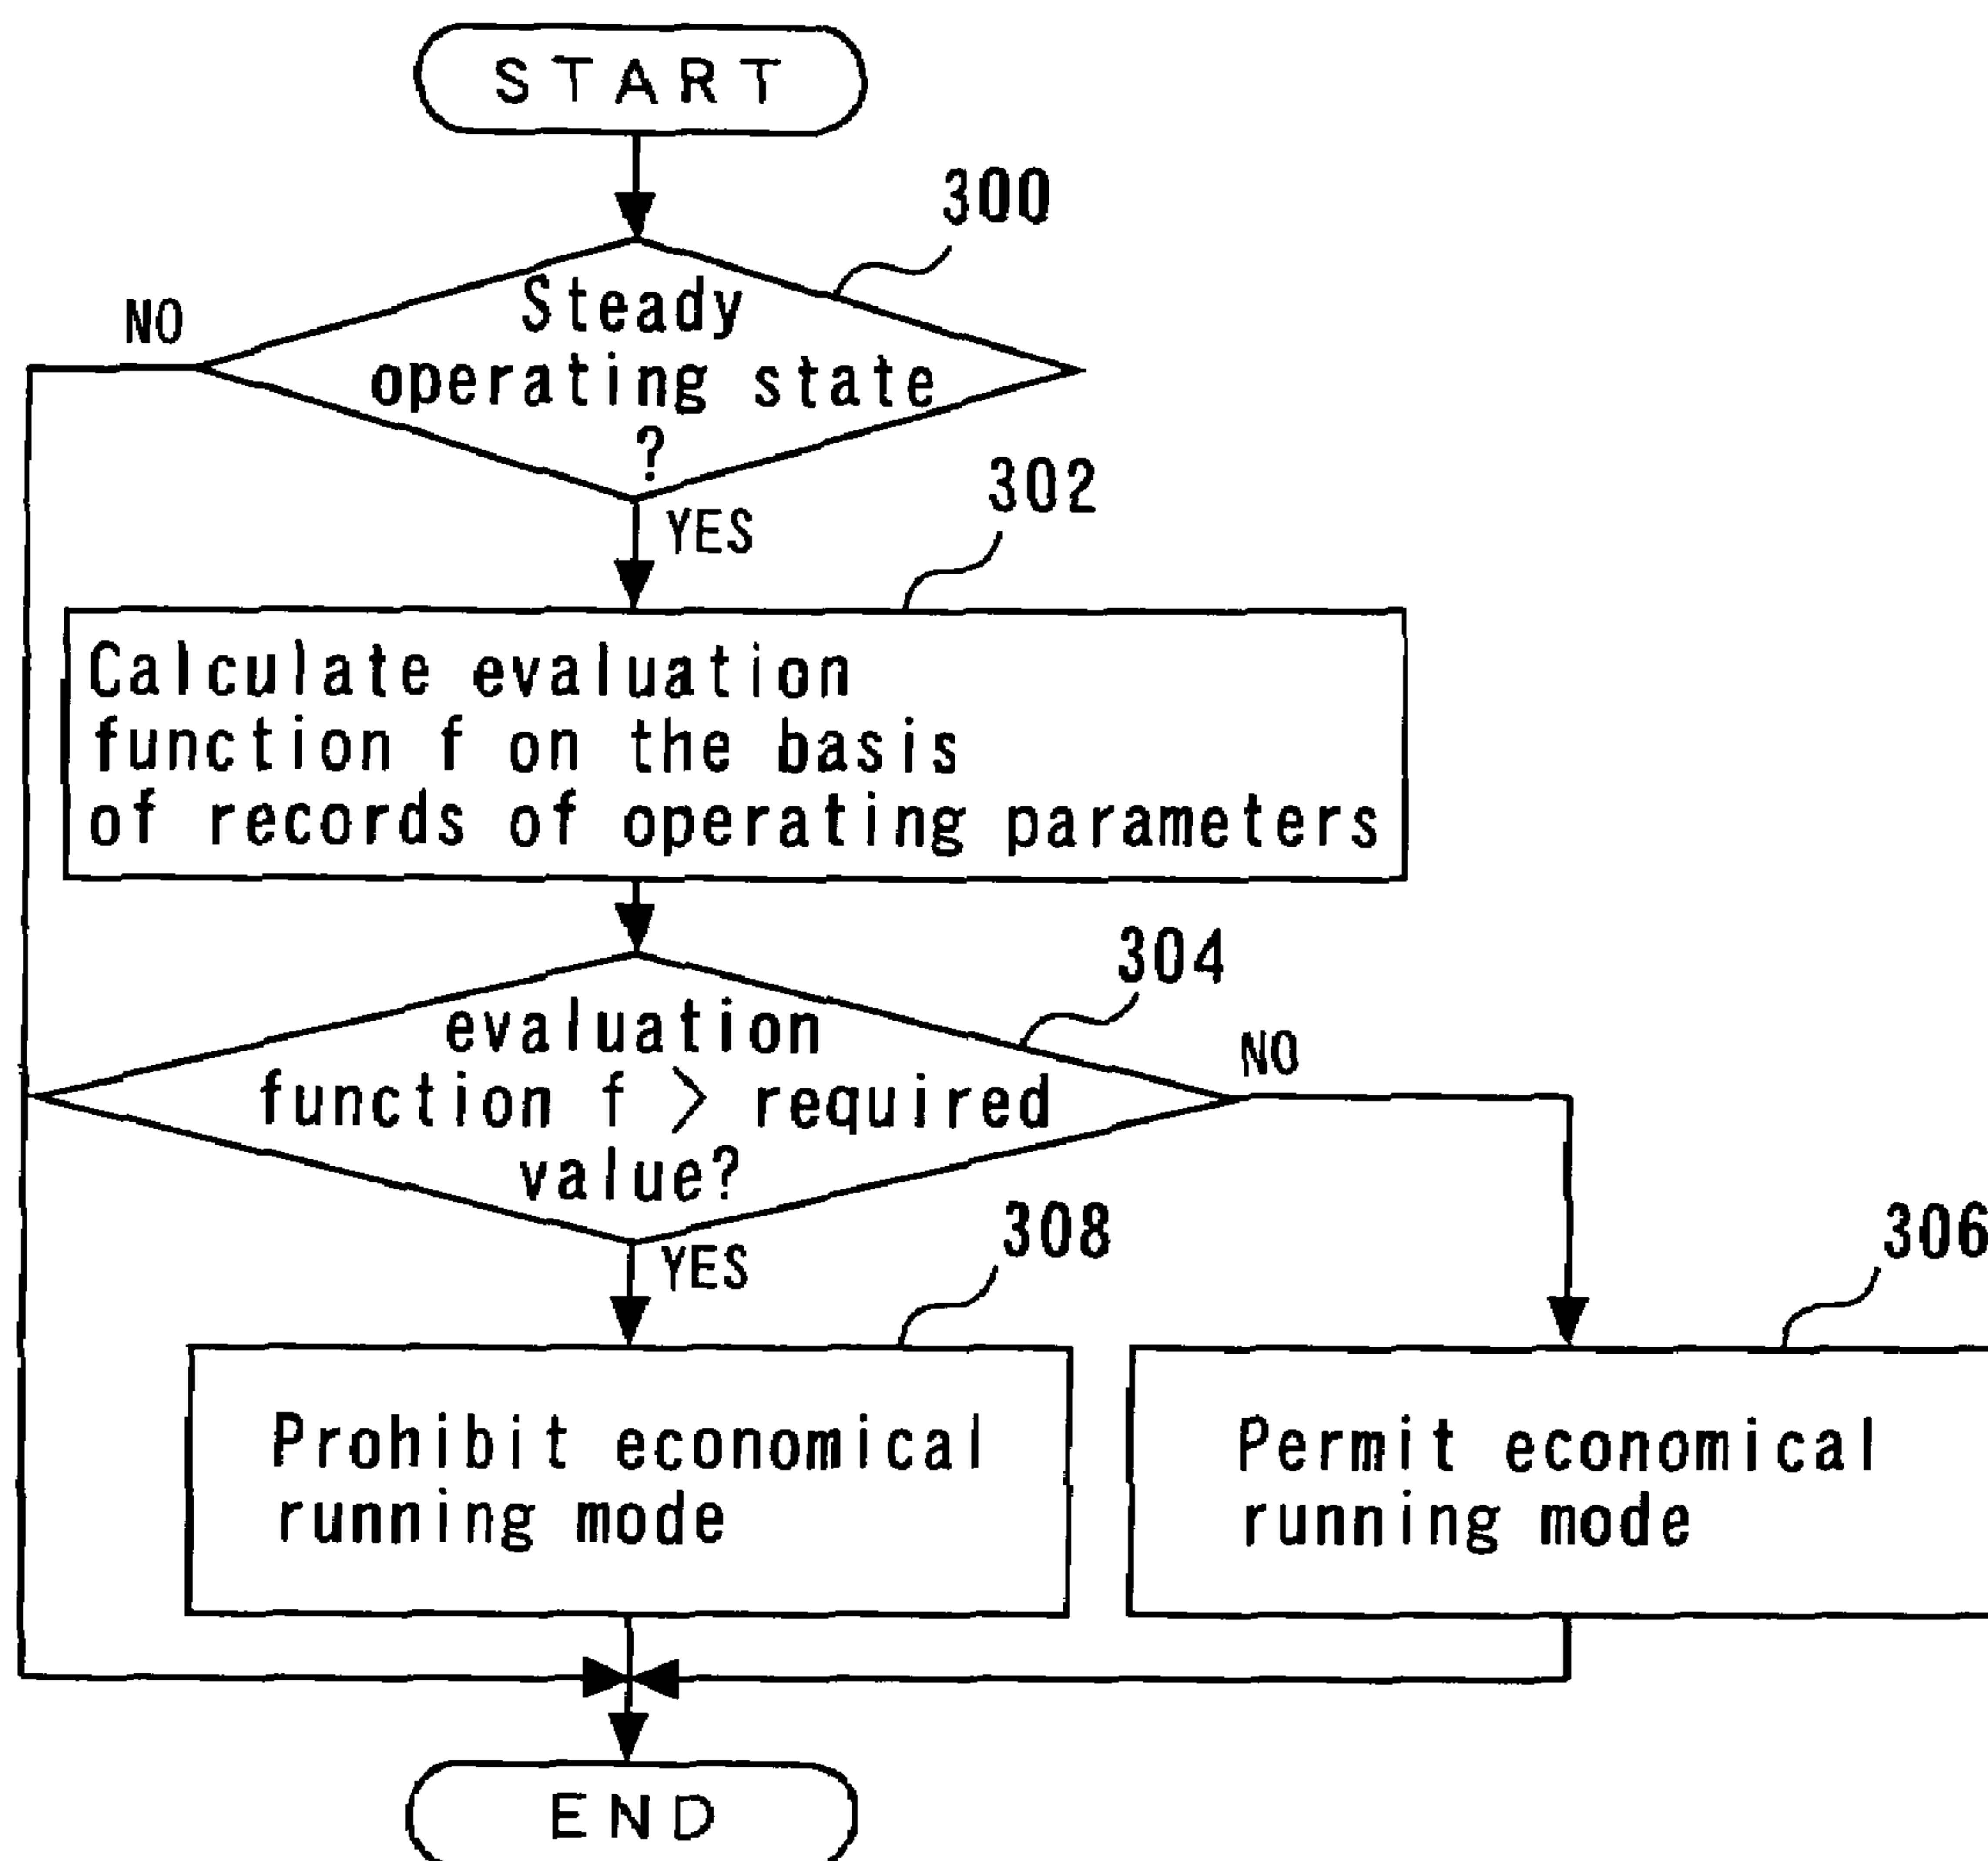 START
300
NO
Steady
operating state
?
302
YES
Calculate evaluation
function f on the basis
of records of operating parameters
304
evaluation
NO
function f > required
value?
308
306
YES
Prohibit economical
running mode
Permit economical
running mode
END